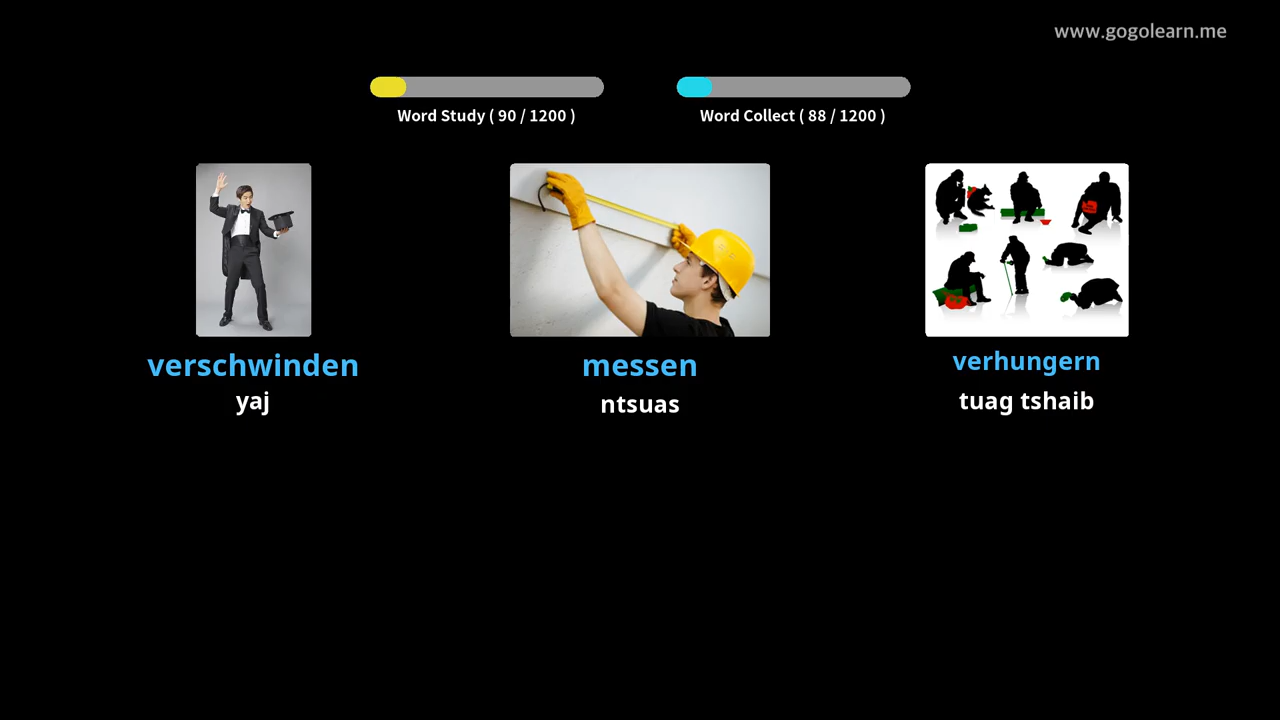 www.gogolearn.me
Word Study ( 90 / 1200 )
Word Collect ( 88 / 1200 )
verschwinden
yaj
messen
ntsuas
verhungern
tuag tshaib